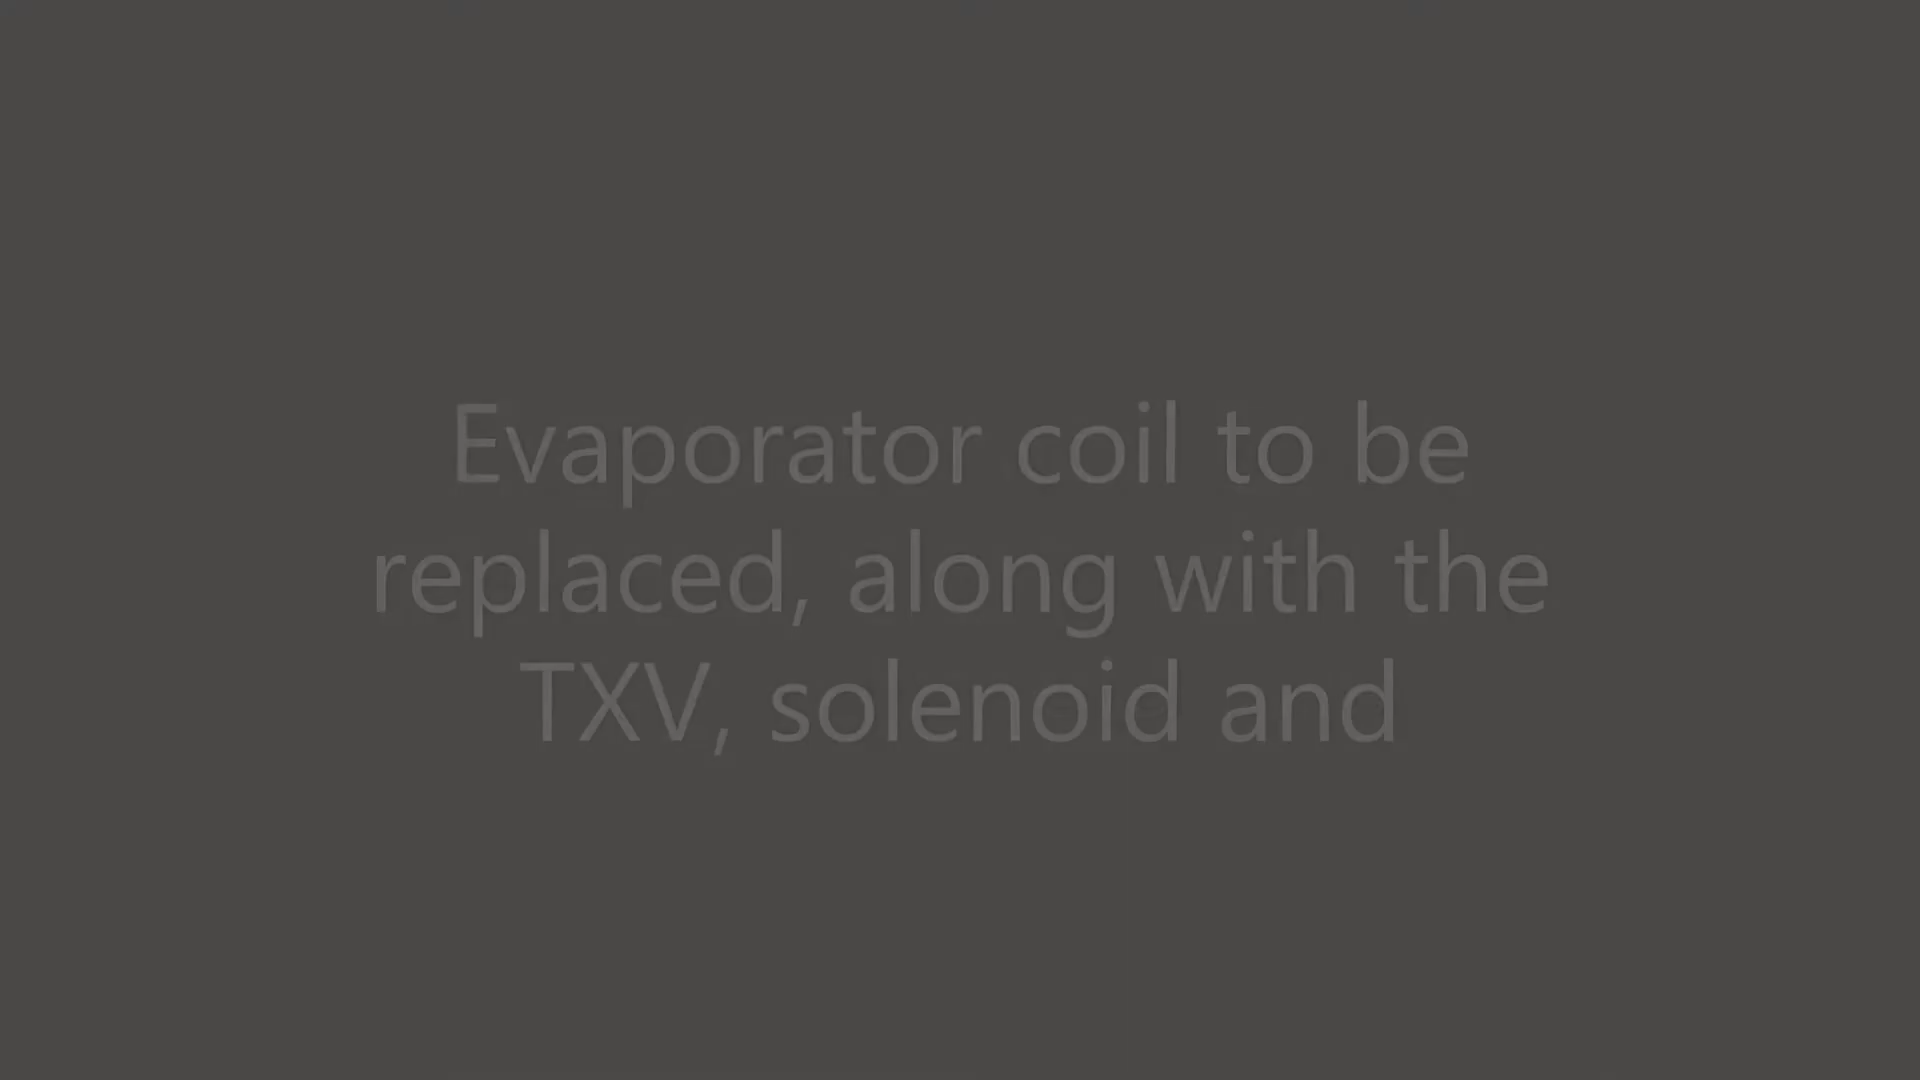 Evaporator coil to be
replaced, along with the
TXV, solenoid and